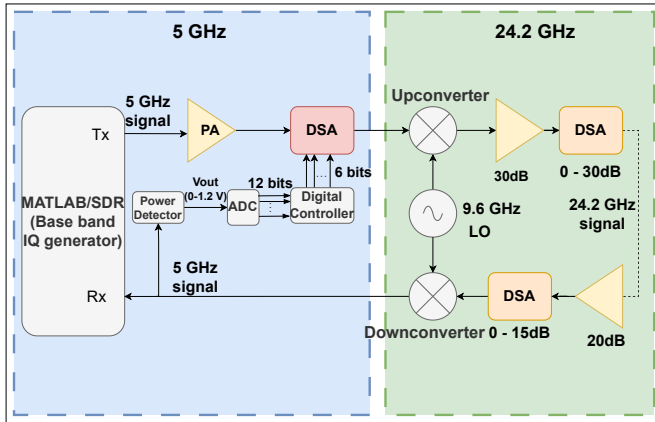 5 GHz
24.2 GHz
5 GHz
signal
Tx
PA
DSA
Upconverter
30dB
DSA
0 - 30dB
MATLAB/SDR
(Base band
IQ generator)
Power
Detector
Vout
(0-1.2 V)
ADC
12 bits
6 bits
Digital
Controller
9.6 GHz
LO
24.2 GHz
signal
5 GHz
signal
Rx
Downconverter
DSA
0 - 15dB
20dB